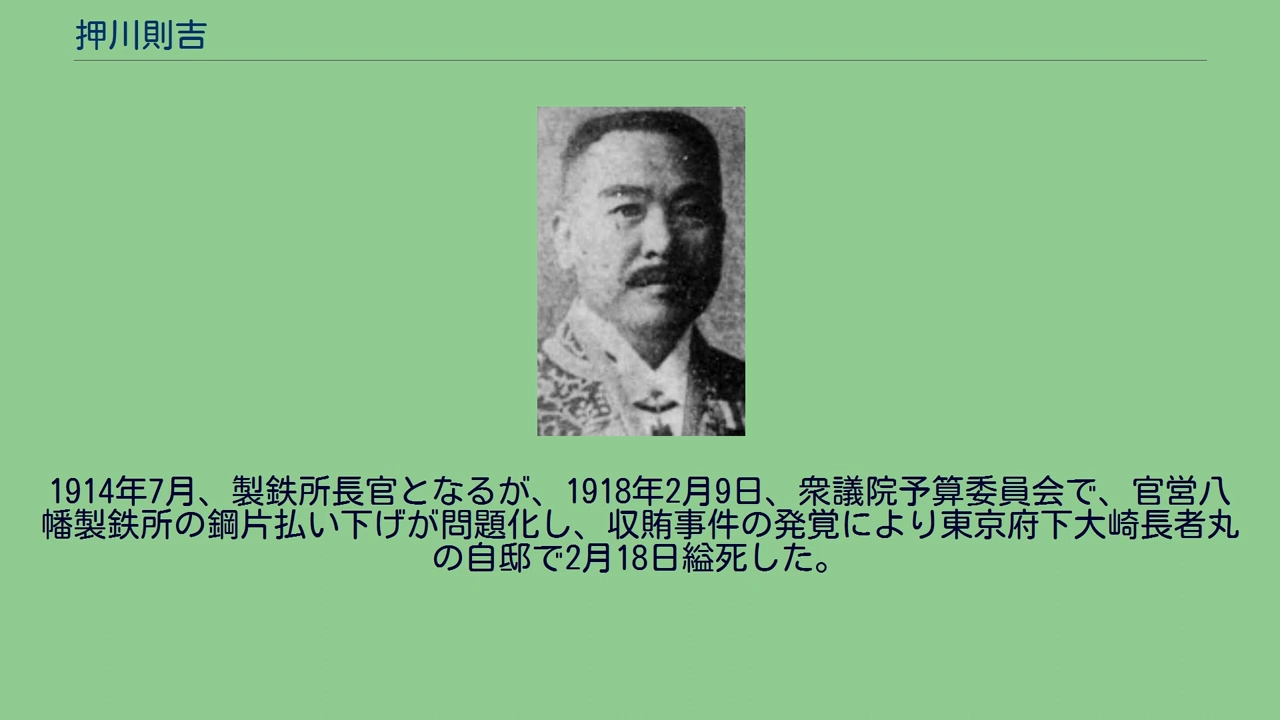 押川則吉
1914年7月、製鉄所長官となるが、1918年2月9日、衆議院予算委員会で、官営八
幡製鉄所の鋼片払い下げが問題化し、収賄事件の発覚により東京府下大崎長者丸
の自邸で2月18日縊死した。